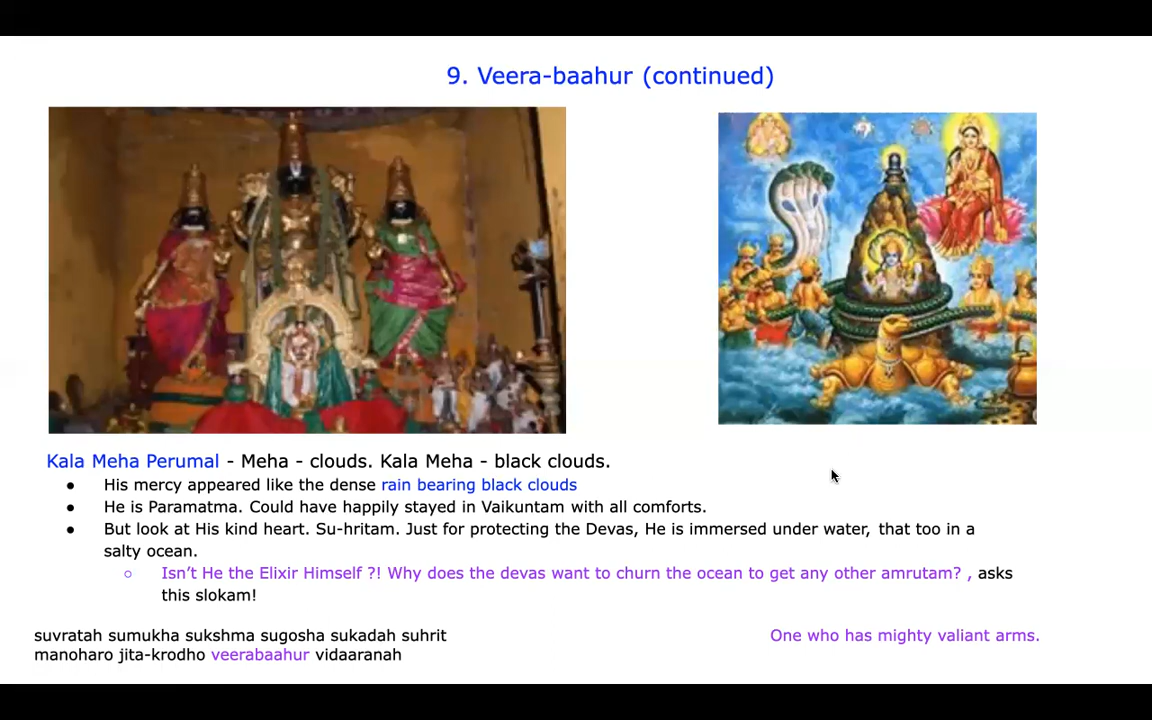 9. Veera-baahur (continued)
Kala Meha Perumal - Meha - clouds. Kala Meha - black clouds.
● His mercy appeared like the dense rain bearing black clouds
● He is Paramatma. Could have happily stayed in Vaikuntam with all comforts.
● But look at His kind heart. Su-hritam. Just for protecting the Devas, He is immersed under water, that too in a
salty ocean.
○ Isn't He the Elixir Himself ?! Why does the devas want to churn the ocean to get any other amrutam? , asks
this slokam!
suvratah sumukha sukshma sugosha sukadah suhrit
manoharo jita-krodho veerabaahur vidaaranah
One who has mighty valiant arms.